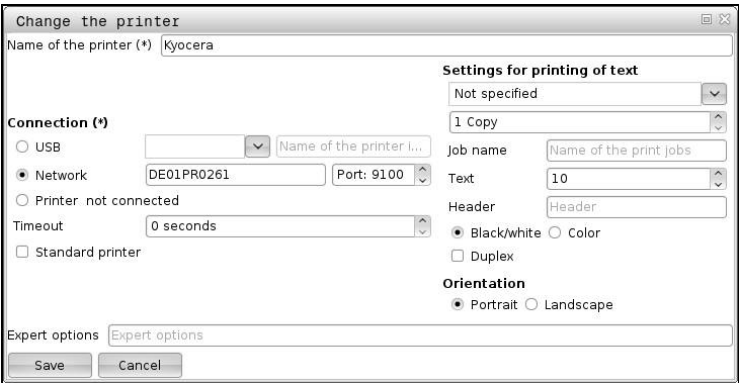 Change the printer
Name of the printer (*) Kyocera
Settings for printing of text
Not specified
Connection (*)
1 Copy
USB Name of the printer i...
Job name Name of the print jobs
Network DE01PR0261 Port: 9100
Text 10
Printer not connected
Header Header
Timeout 0 seconds
Black/white Color
Standard printer
Duplex
Orientation
Portrait Landscape
Expert options Expert options
Save Cancel